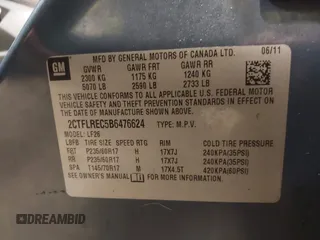 GM
MFD BY GENERAL MOTORS OF CANADA LTD. 06/11
GVWR GAWR FRT GAWR RR
2300 KG 1175 KG 1240 KG
5070 LB 2590 LB 2733 LB
THIS VEHICLE CONFORMS TO ALL APPLICABLE U.S. FEDERAL
MOTOR VEHICLE SAFETY, BUMPER, AND THEFT PREVENTION
STANDARDS IN EFFECT ON THE DATE OF MANUFACTURE
SHOWN ABOVE.
2CTFLREC5B6476624 TYPE: M.P.V.
MODEL: LF26
LEFB TIRE SIZE SPEED RTG RIM COLD TIRE PRESSURE
FRT P235/60R17 H 17X7J 240KPA(35PSI)
RR P235/60R17 H 17X7J 240KPA(35PSI)
SPA T145/70R17 M 17X4.5T 420KPA(60PSI)
SEE OWNER'S MANUAL
DREAMBID